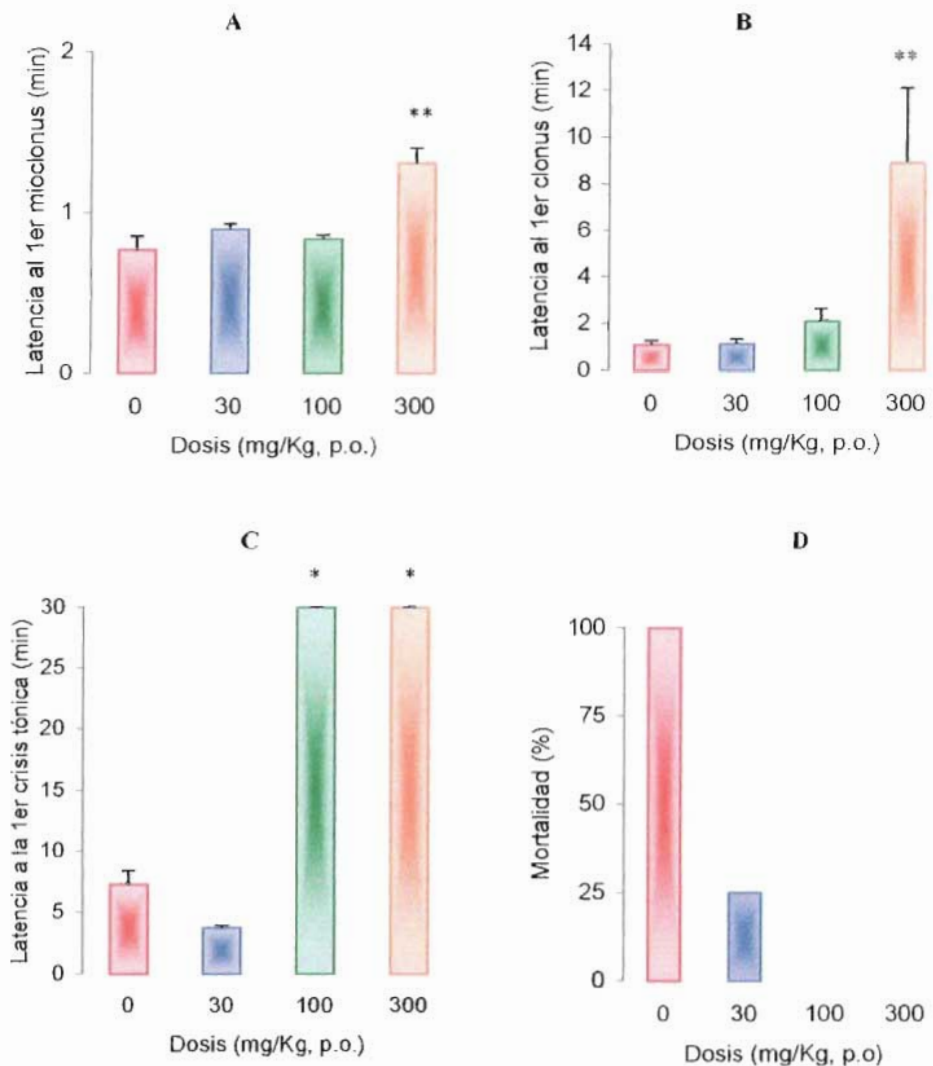 A
Latencia al 1er mioclonus (min)
2
1
0
**
0 30 100 300
Dosis (mg/Kg, p.o.)
B
Latencia al 1er clonus (min)
14
12
10
8
6
4
2
0
**
0 30 100 300
Dosis (mg/Kg, p.o.)
C
Latencia a la 1er crisis tónica (min)
30
25
20
15
10
5
0
* *
0 30 100 300
Dosis (mg/Kg, p.o.)
D
Mortalidad (%)
100
75
50
25
0
0 30 100 300
Dosis (mg/Kg, p.o)